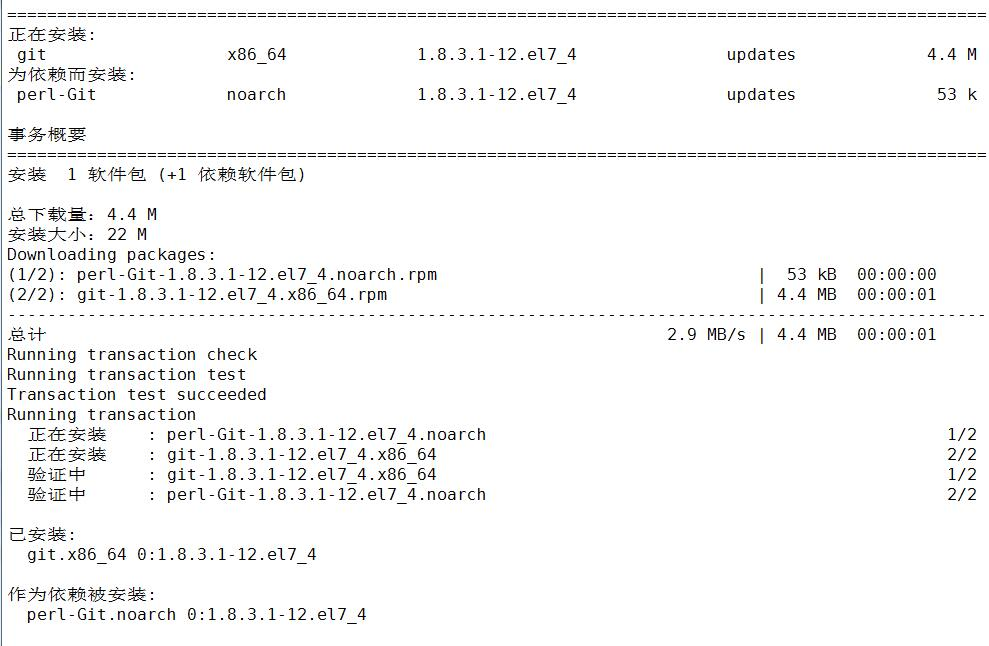 ================================================================================
正在安装:
git x86_64 1.8.3.1-12.el7_4 updates 4.4 M
为依赖而安装:
perl-Git noarch 1.8.3.1-12.el7_4 updates 53 k
事务概要
================================================================================
安装 1 软件包 (+1 依赖软件包)
总下载量：4.4 M
安装大小：22 M
Downloading packages:
(1/2): perl-Git-1.8.3.1-12.el7_4.noarch.rpm | 53 kB 00:00:00
(2/2): git-1.8.3.1-12.el7_4.x86_64.rpm | 4.4 MB 00:00:01
--------------------------------------------------------------------------------
总计 2.9 MB/s | 4.4 MB 00:00:01
Running transaction check
Running transaction test
Transaction test succeeded
Running transaction
正在安装 : perl-Git-1.8.3.1-12.el7_4.noarch 1/2
正在安装 : git-1.8.3.1-12.el7_4.x86_64 2/2
验证中 : git-1.8.3.1-12.el7_4.x86_64 1/2
验证中 : perl-Git-1.8.3.1-12.el7_4.noarch 2/2
已安装:
git.x86_64 0:1.8.3.1-12.el7_4
作为依赖被安装:
perl-Git.noarch 0:1.8.3.1-12.el7_4